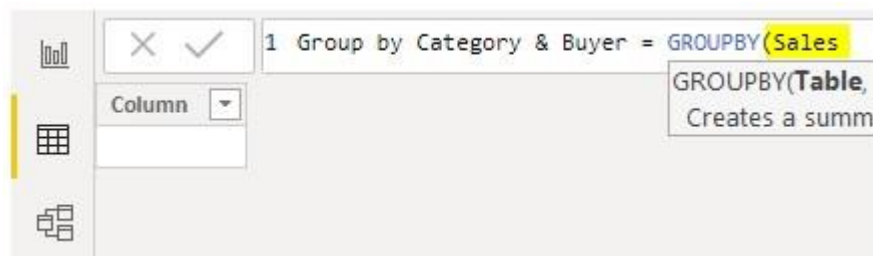 1 Group by Category & Buyer = GROUPBY(Sales
GROUPBY(Table,
Creates a summ
Column